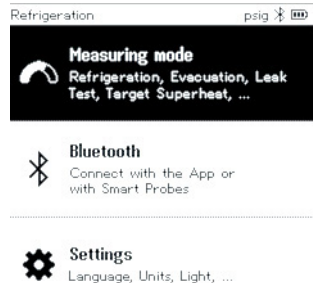 Refrigeration psig
Measuring mode
Refrigeration, Evacuation, Leak
Test, Target Superheat, ...
Bluetooth
Connect with the App or
with Smart Probes
Settings
Language, Units, Light, ...